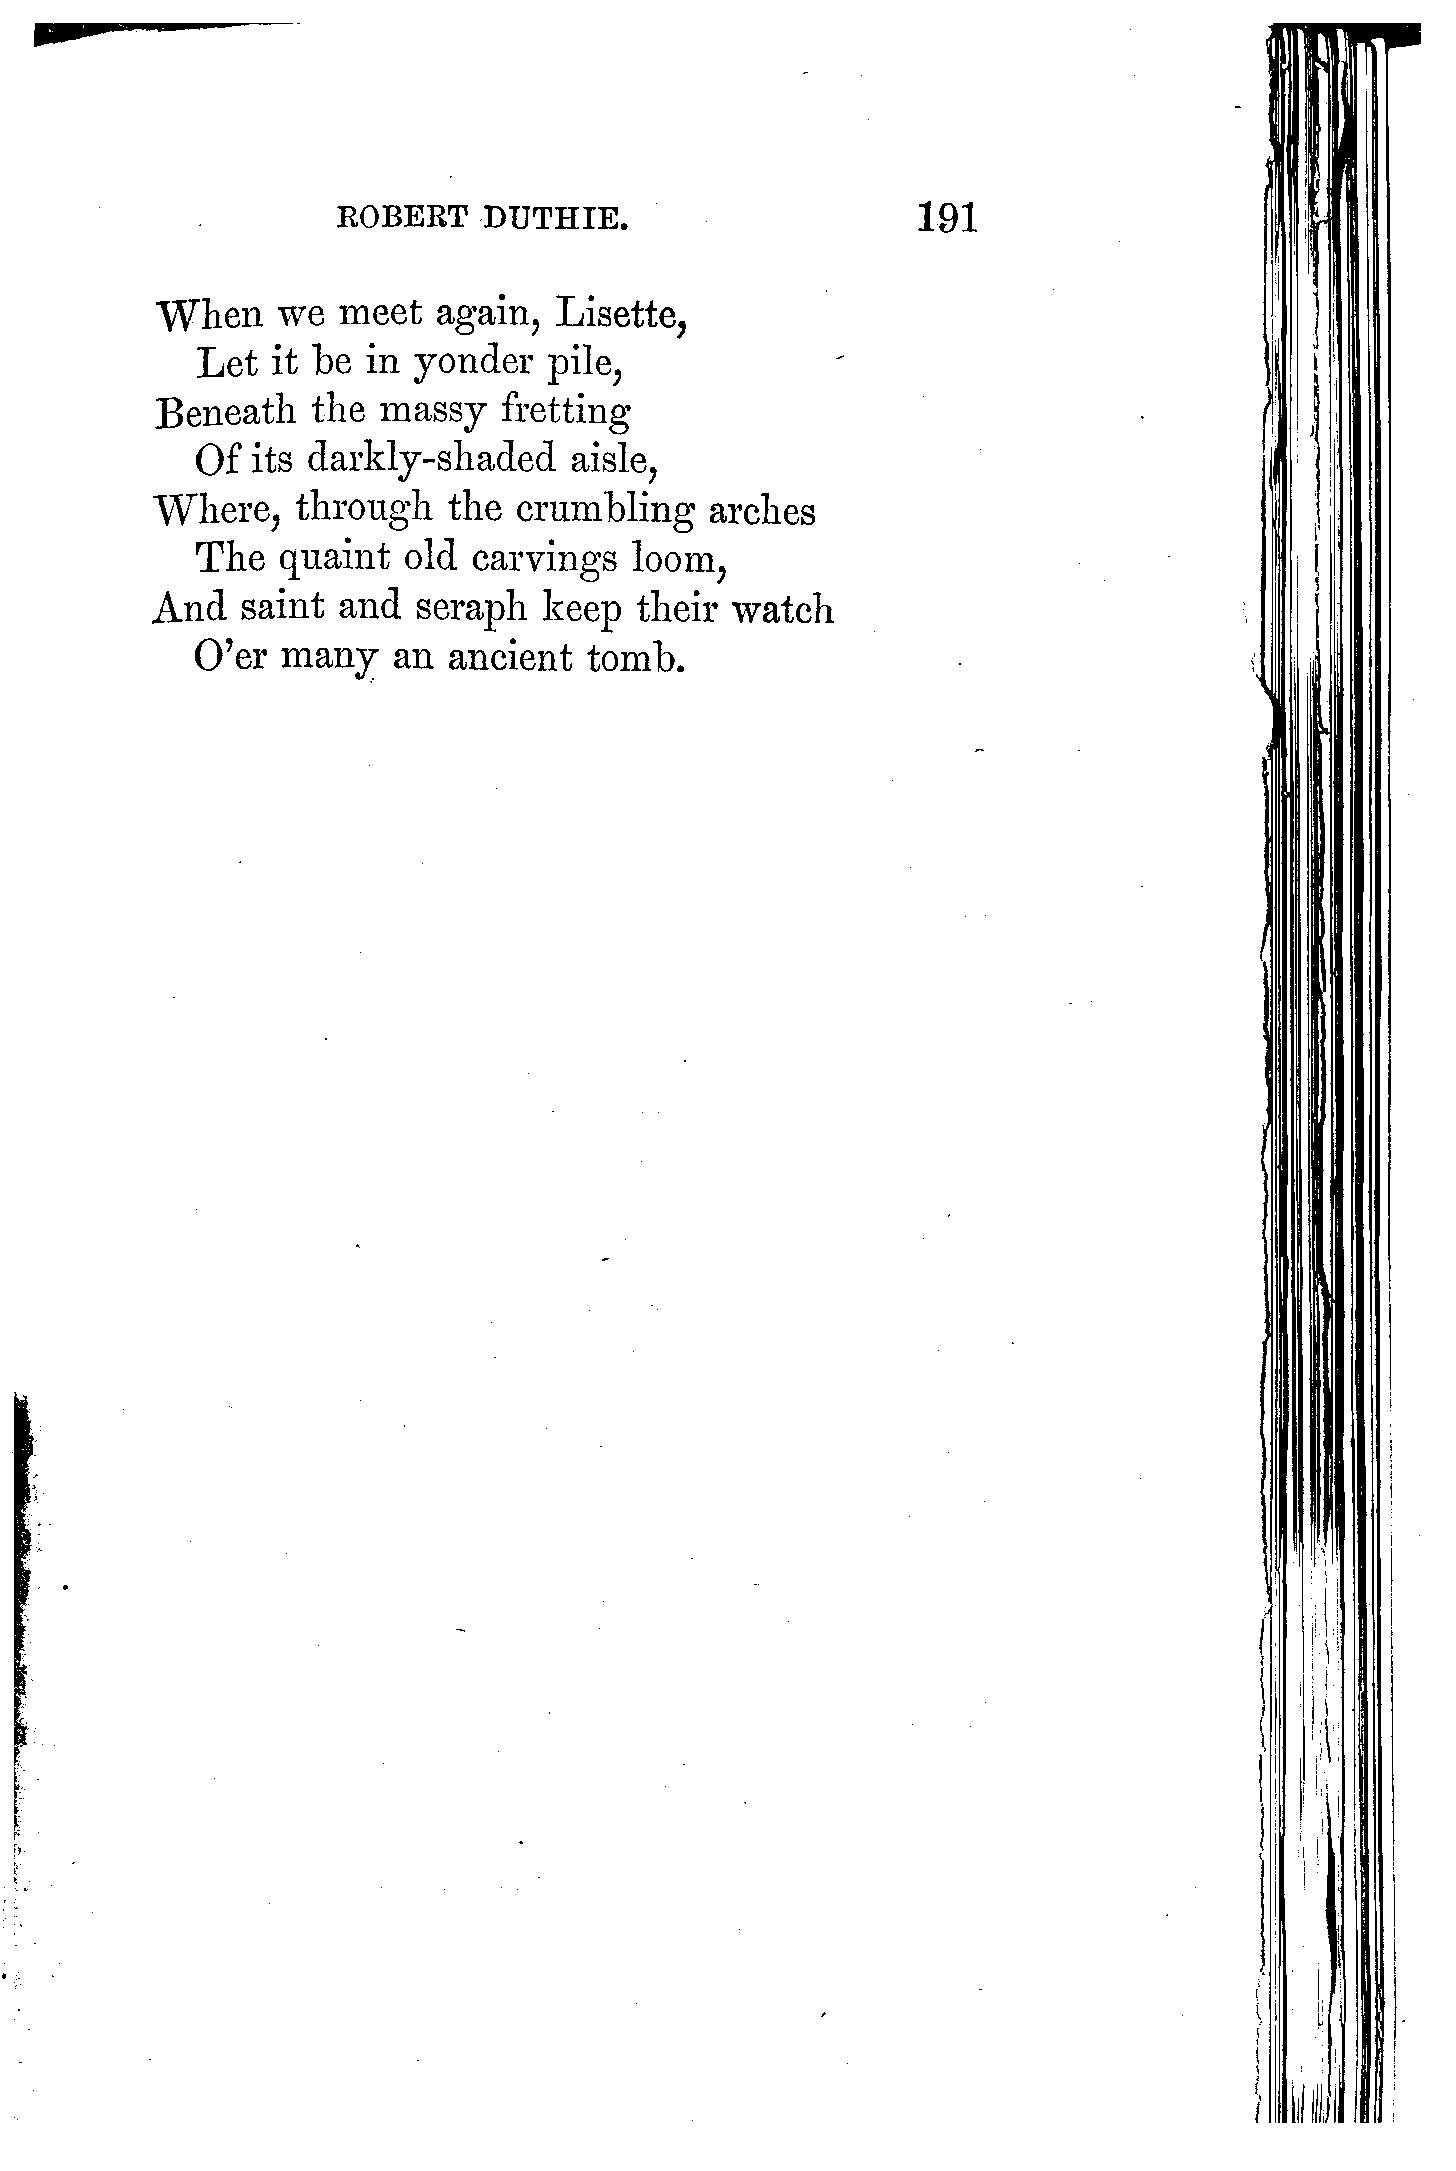 ROBERT DUTHIE. 191
When we meet again, Lisette,
Let it be in yonder pile,
Beneath the massy fretting
Of its darkly-shaded aisle,
Where, through the crumbling arches
The quaint old carvings loom,
And saint and seraph keep their watch
O'er many an ancient tomb.